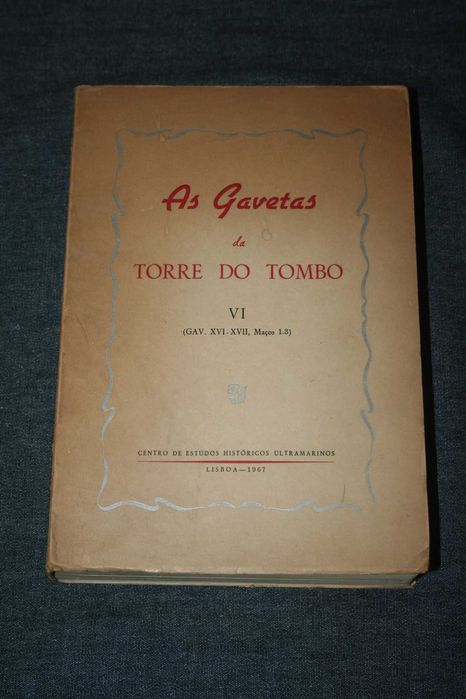 As Gavetas
da
TORRE DO TOMBO
VI
(GAV. XVI-XVII, Maços 1-3)
CENTRO DE ESTUDOS HISTÓRICOS ULTRAMARINOS
LISBOA—1967